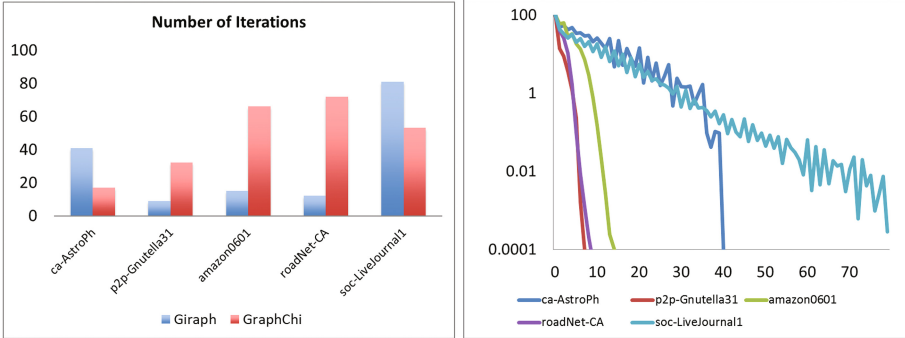 Number of Iterations
100
80
60
40
20
0
ca-AstroPh
p2p-Gnutella31
amazon0601
roadNet-CA
soc-LiveJournal1
Giraph GraphChi
100
1
0.01
0.0001
0 10 20 30 40 50 60 70
ca-AstroPh p2p-Gnutella31 amazon0601
roadNet-CA soc-LiveJournal1